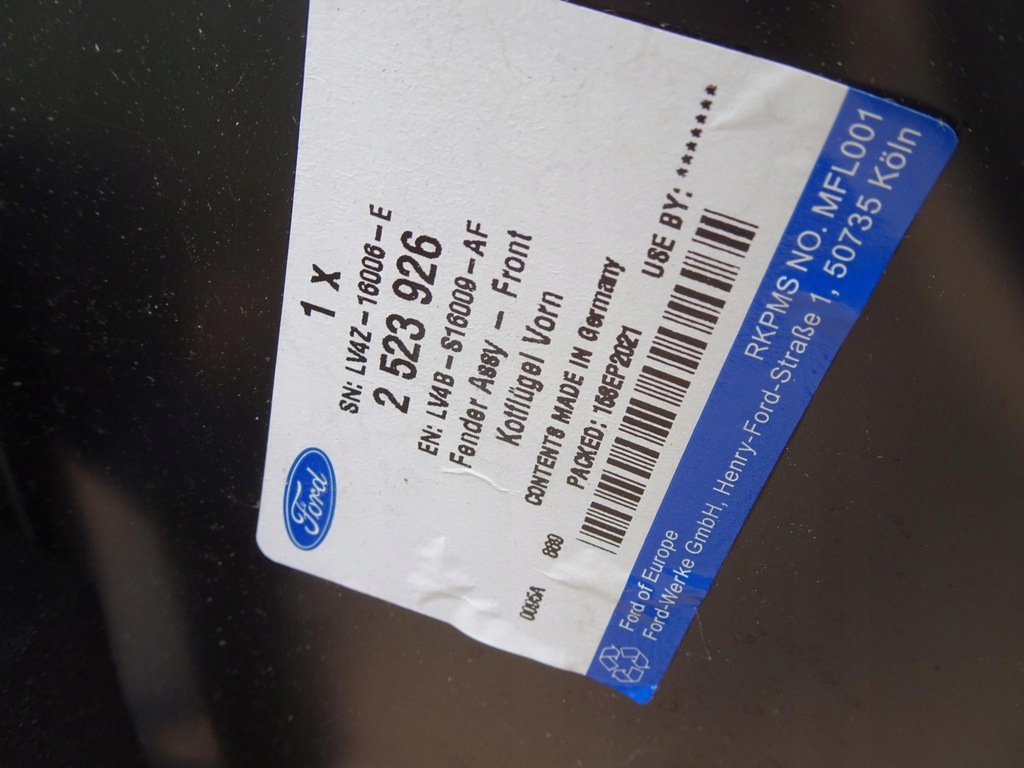 Ford
1 X
SN: LV4Z-16006-E
2 523 926
EN: LV4B-S16009-AF
Fender Assy - Front
Kotflügel Vorn
CONTENTS MADE IN Germany
PACKED: 15SEP2021
USE BY: ********
0095A
RKPMS NO. MFL001
Ford of Europe
Ford-Werke GmbH, Henry-Ford-Straße 1, 50735 Köln